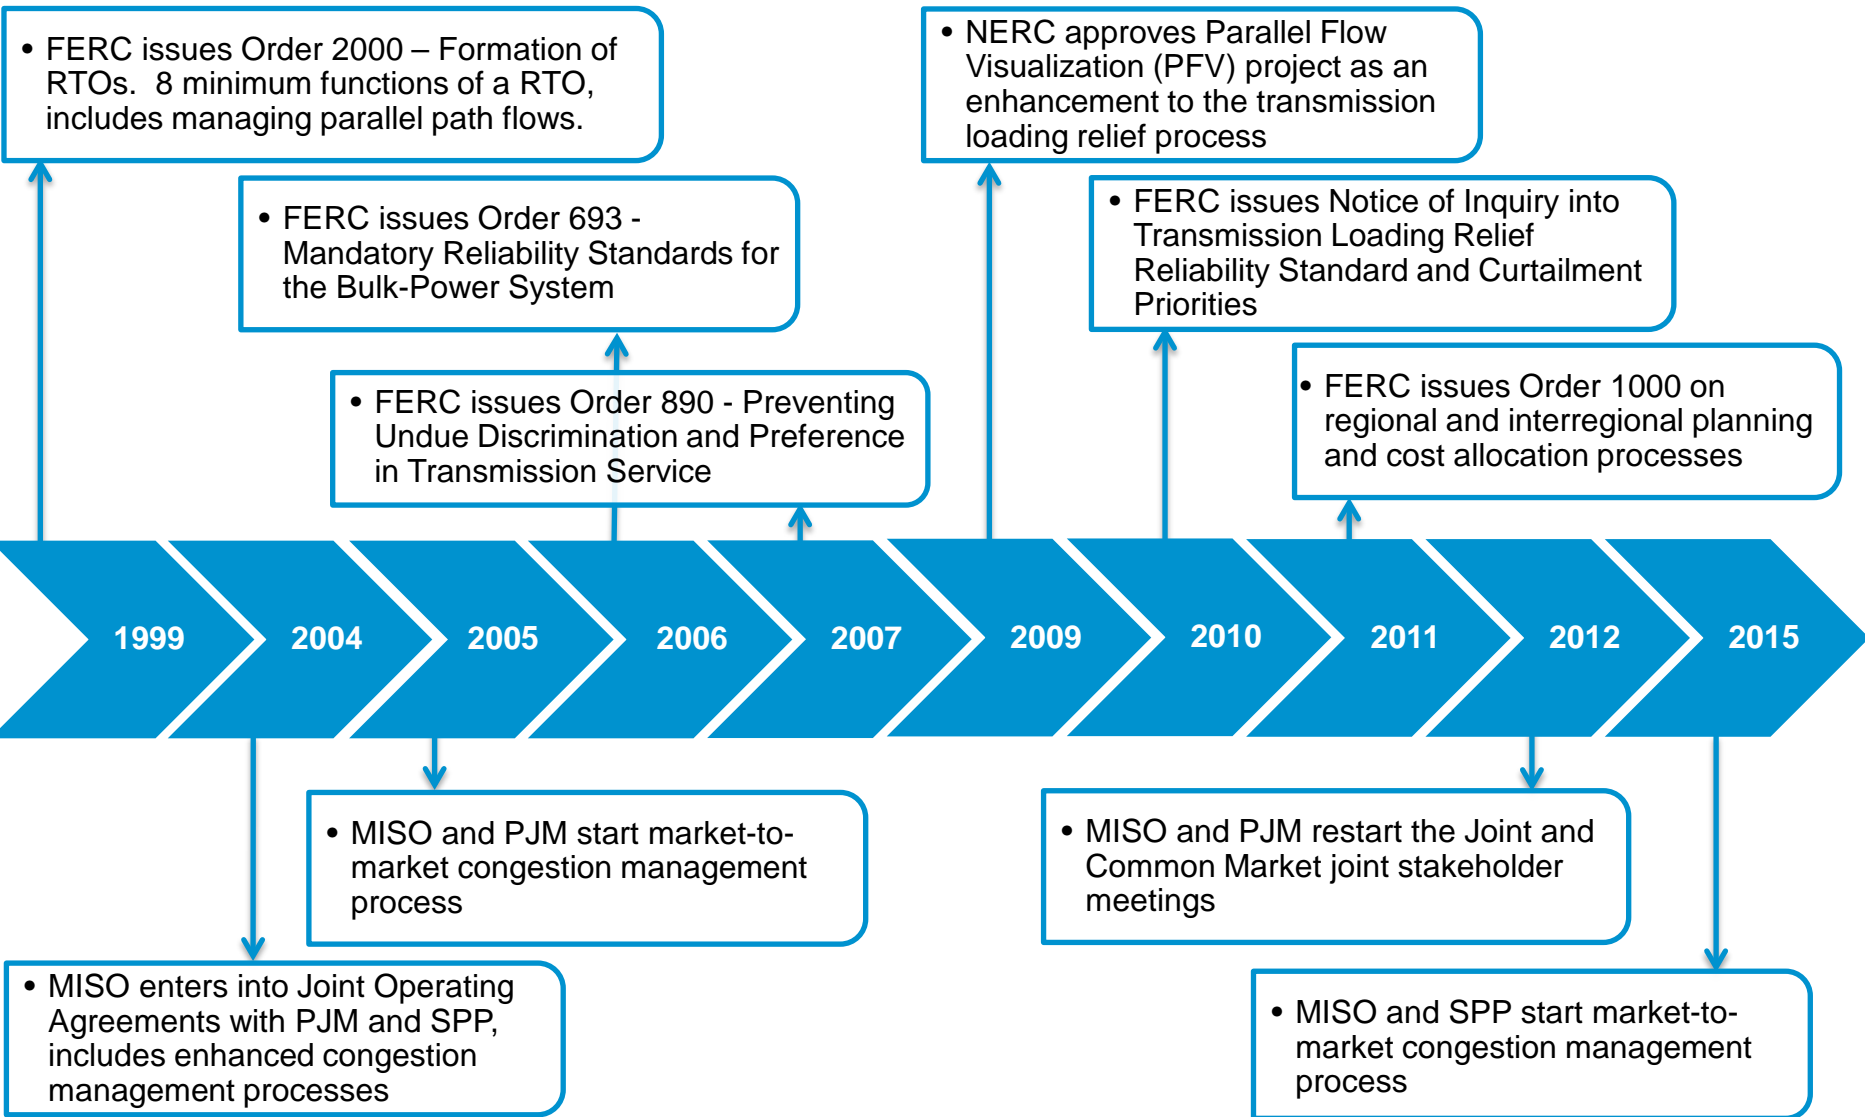 • FERC issues Order 2000 – Formation of
RTOs.  8 minimum functions of a RTO,
includes managing parallel path flows.
• NERC approves Parallel Flow
Visualization (PFV) project as an
enhancement to the transmission
loading relief process
• FERC issues Order 693 -
Mandatory Reliability Standards for
the Bulk-Power System
• FERC issues Notice of Inquiry into
Transmission Loading Relief
Reliability Standard and Curtailment
Priorities
• FERC issues Order 890 - Preventing
Undue Discrimination and Preference
in Transmission Service
• FERC issues Order 1000 on
regional and interregional planning
and cost allocation processes
1999
2004
2005
2006
2007
2009
2010
2011
2012
2015
• MISO and PJM start market-to-
market congestion management
process
• MISO and PJM restart the Joint and
Common Market joint stakeholder
meetings
• MISO enters into Joint Operating
Agreements with PJM and SPP,
includes enhanced congestion
management processes
• MISO and SPP start market-to-
market congestion management
process